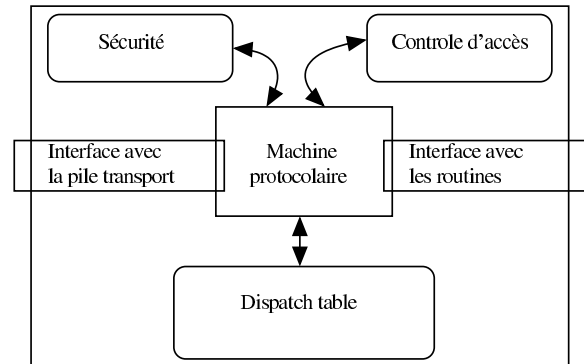 Sécurité
Controle d'accès
Interface avec
la pile transport
Machine
protocolaire
Interface avec
les routines
Dispatch table